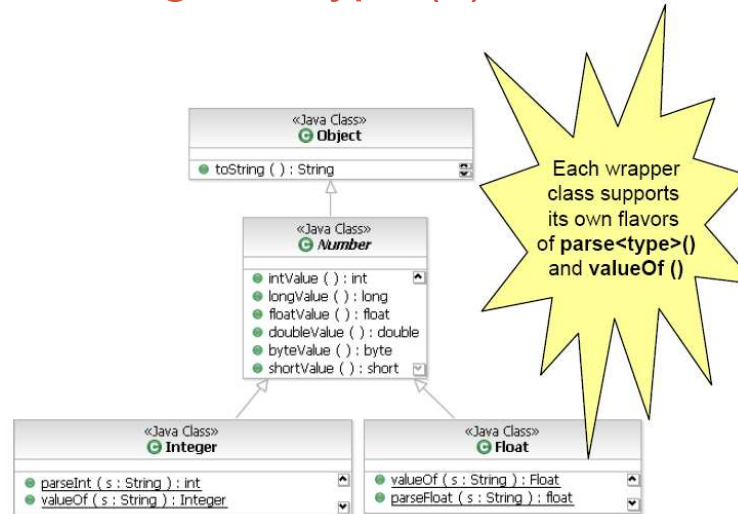 «Java Class»
Object
toString ( ) : String
«Java Class»
Number
intValue ( ) : int
longValue ( ) : long
floatValue ( ) : float
doubleValue ( ) : double
byteValue ( ) : byte
shortValue ( ) : short
«Java Class»
Integer
parseInt ( s : String ) : int
valueOf ( s : String ) : Integer
«Java Class»
Float
valueOf ( s : String ) : Float
parseFloat ( s : String ) : float
Each wrapper
class supports
its own flavors
of parse<type>()
and valueOf ()